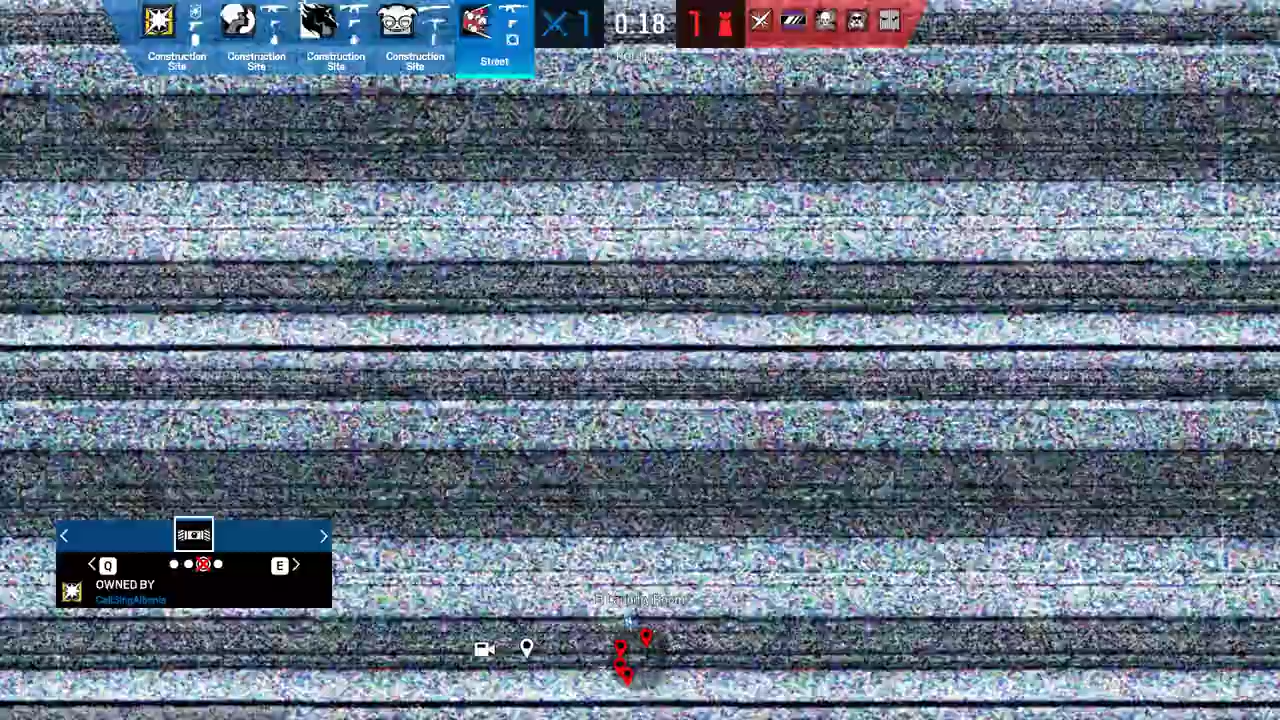 Construction Site
Construction Site
Construction Site
Construction Site
Street
1
0:18
1
Q
E
OWNED BY